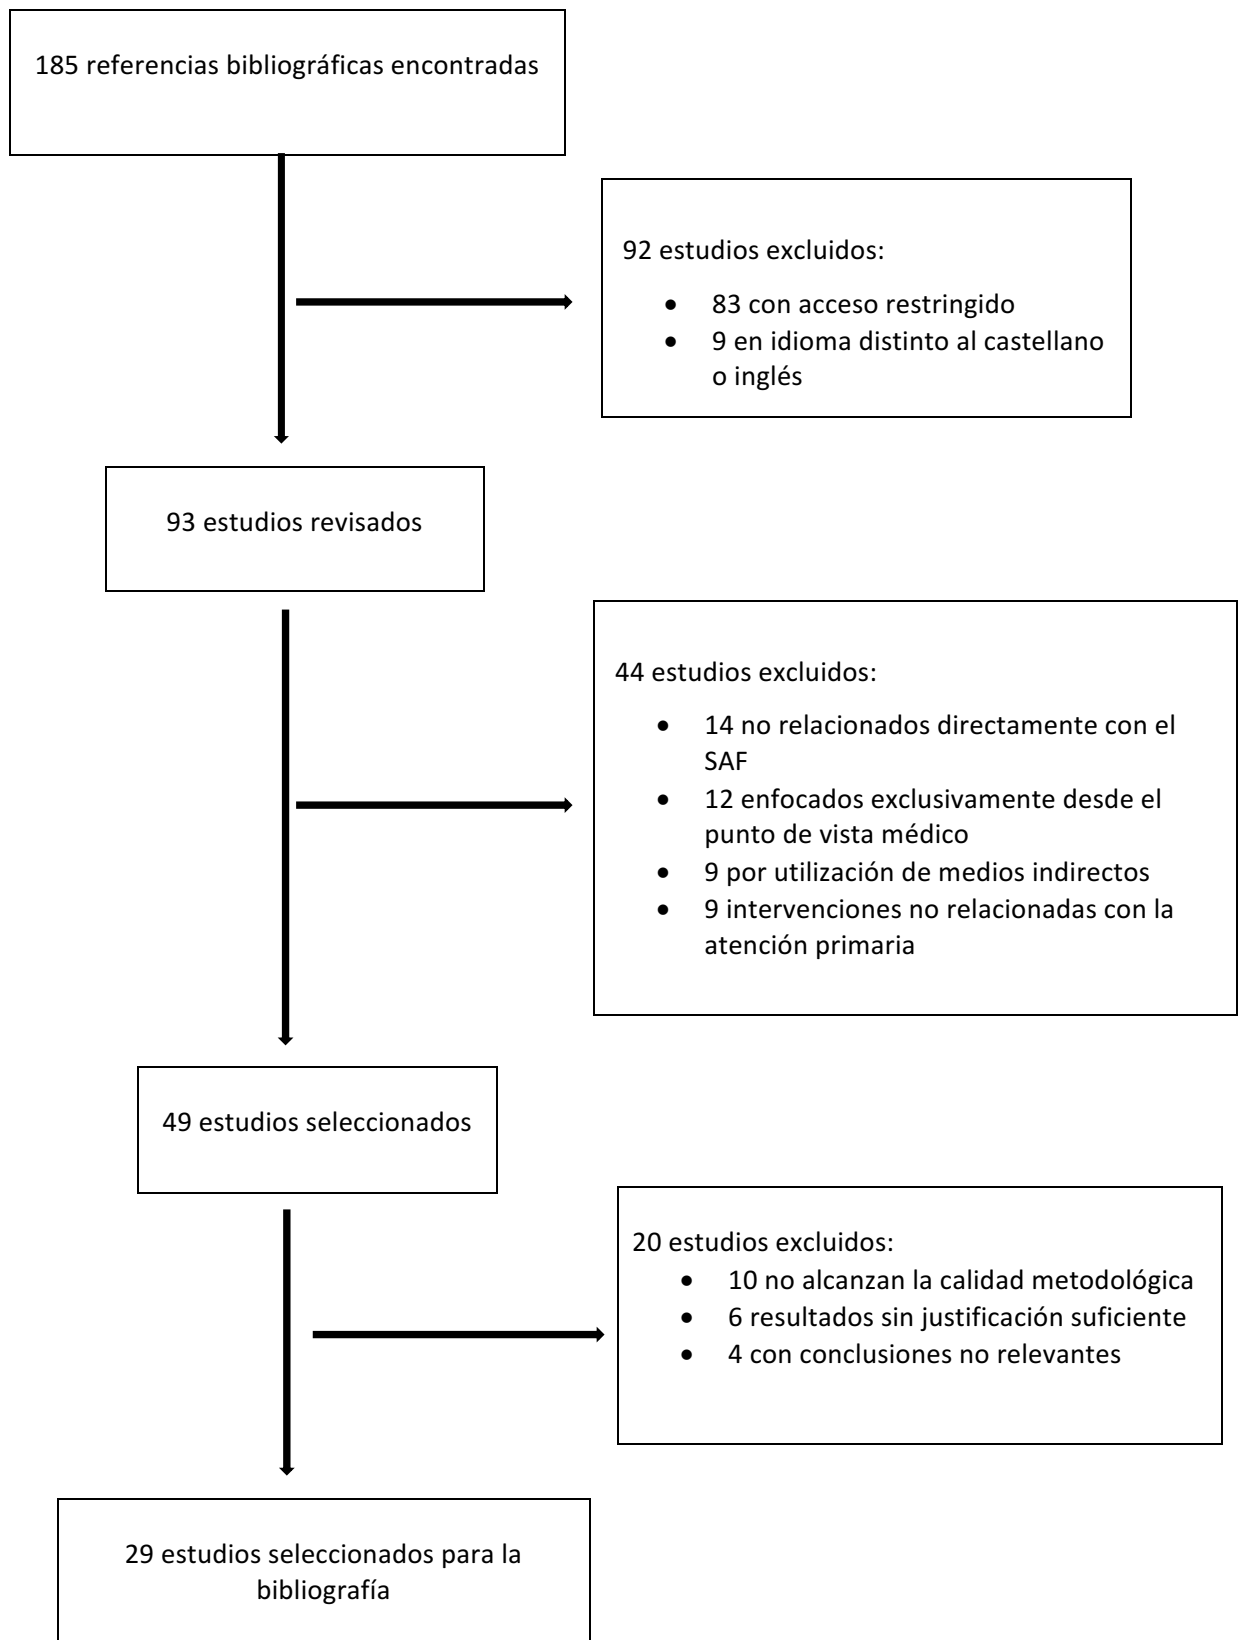 185 referencias bibliográficas encontradas
92 estudios excluidos:
• 83 con acceso restringido
• 9 en idioma distinto al castellano
o inglés
93 estudios revisados
44 estudios excluidos:
• 14 no relacionados directamente con el
SAF
• 12 enfocados exclusivamente desde el
punto de vista médico
• 9 por utilización de medios indirectos
• 9 intervenciones no relacionadas con la
atención primaria
49 estudios seleccionados
20 estudios excluidos:
• 10 no alcanzan la calidad metodológica
• 6 resultados sin justificación suficiente
• 4 con conclusiones no relevantes
29 estudios seleccionados para la
bibliografía